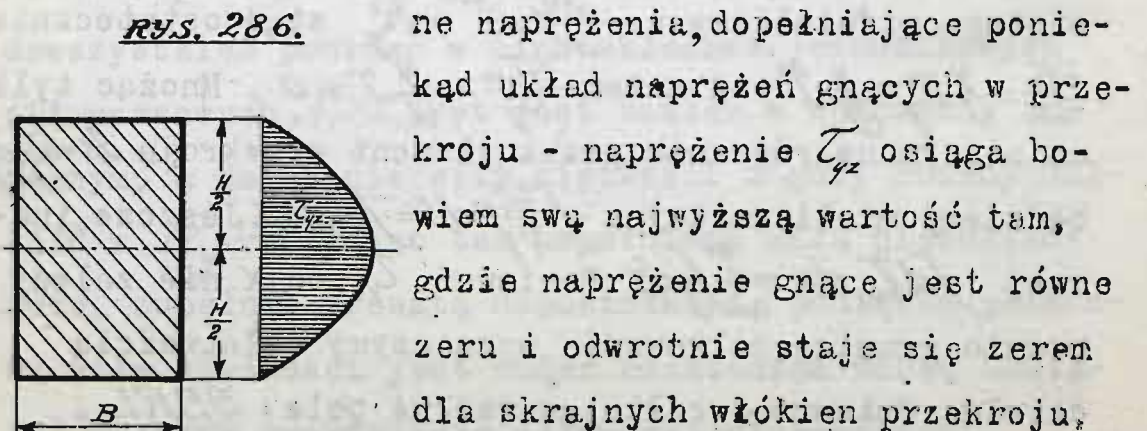 Rys. 286.
ne naprężenia, dopełniające ponie-
kąd układ naprężeń gnących w prze-
kroju - naprężenie τyz osiąga bo-
wiem swą najwyższą wartość tam,
gdzie naprężenie gnące jest równe
zeru i odwrotnie staje się zerem
dla skrajnych włókien przekroju,
H/2
τyz
H/2
B